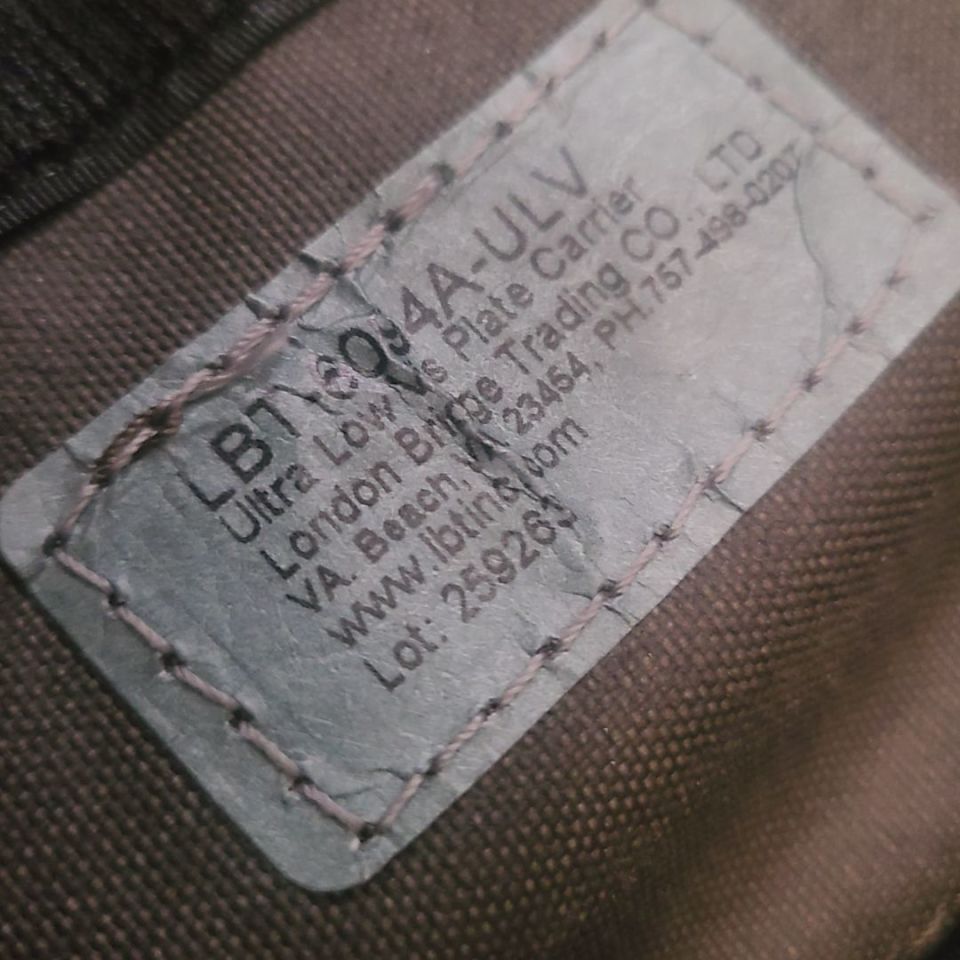 LBT-6094A-ULV
Ultra Low Vis Plate Carrier
London Bridge Trading CO. LTD
VA. Beach, VA 23464, PH.757-498-0207
www.lbtinc.com
Lot: 259263